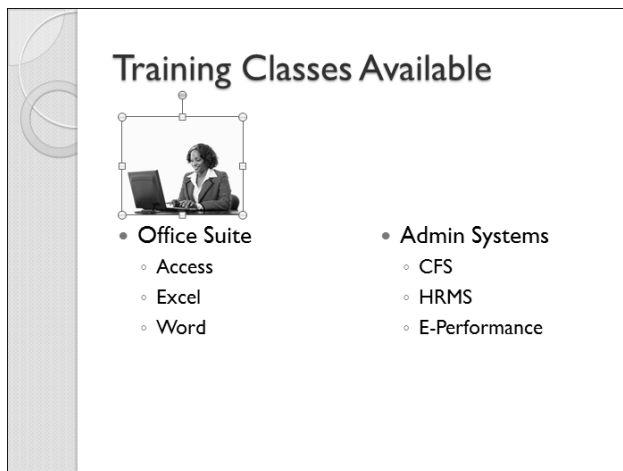 Training Classes Available
Office Suite
Access
Excel
Word
Admin Systems
CFS
HRMS
E-Performance